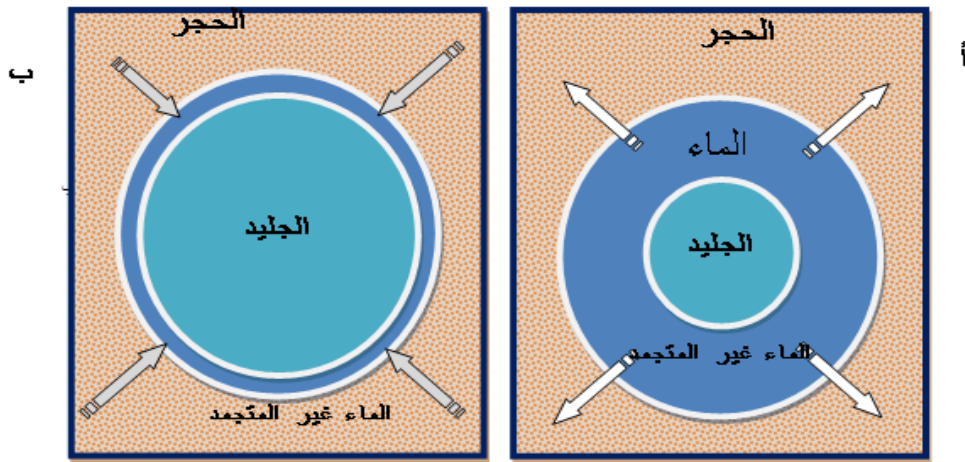 أ
الحجر
الماء
الجليد
الماء غير المتجمد
ب
الحجر
الجليد
الماء غير المتجمد